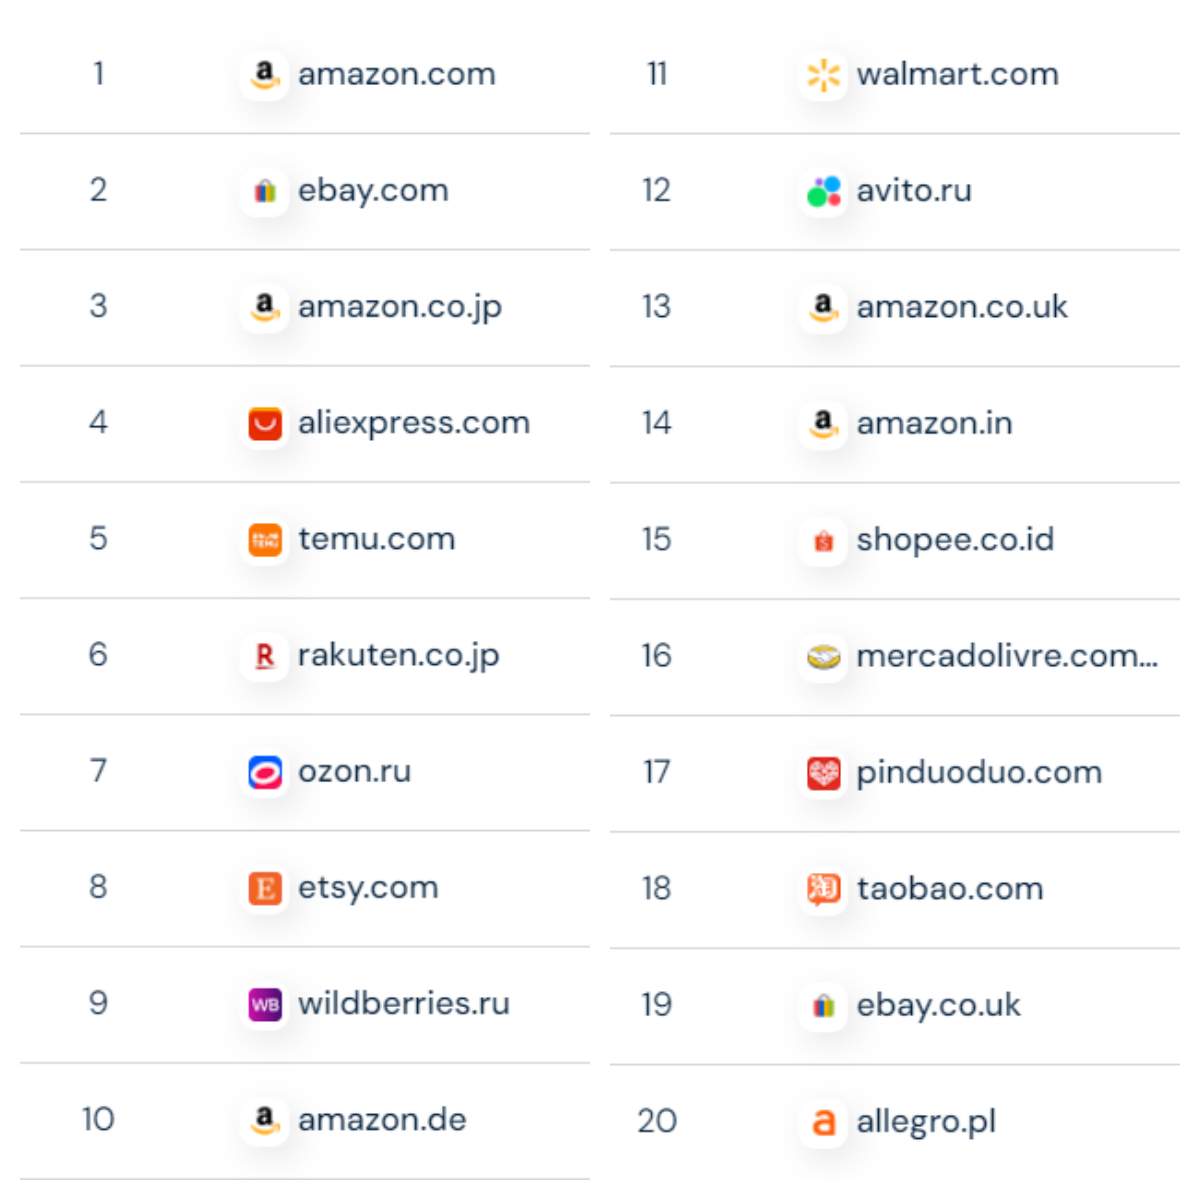 1 amazon.com
2 ebay.com
3 amazon.co.jp
4 aliexpress.com
5 temu.com
6 rakuten.co.jp
7 ozon.ru
8 etsy.com
9 wildberries.ru
10 amazon.de
11 walmart.com
12 avito.ru
13 amazon.co.uk
14 amazon.in
15 shopee.co.id
16 mercadolivre.com...
17 pinduoduo.com
18 taobao.com
19 ebay.co.uk
20 allegro.pl